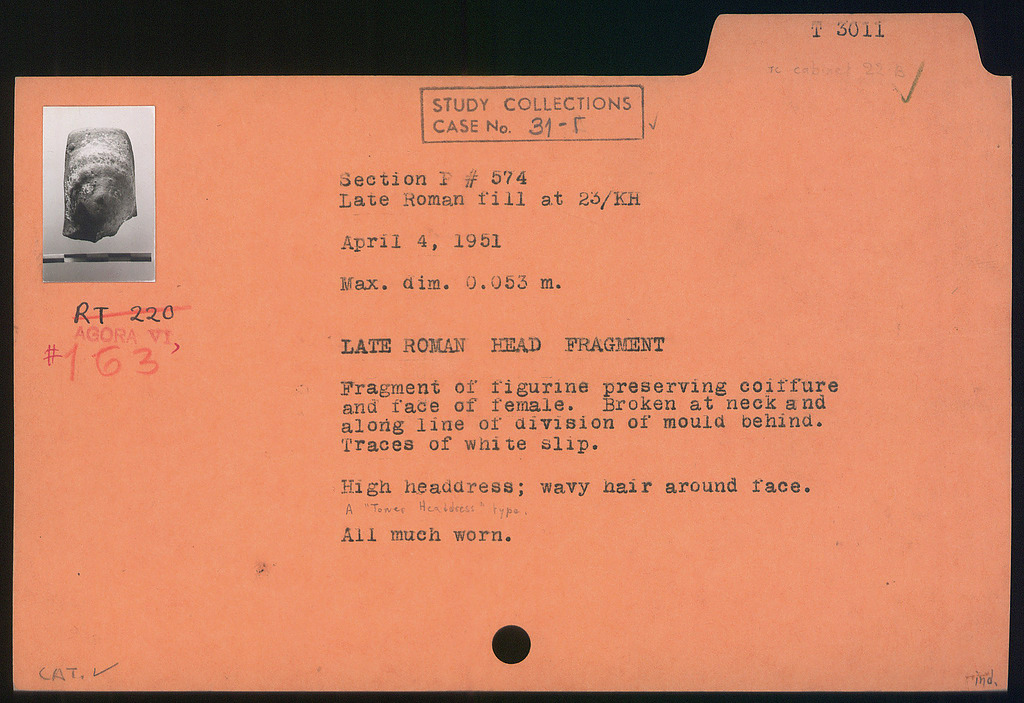 T 3011
TC cabinet 22-B ✓
STUDY COLLECTIONS
CASE No. 31-Γ ✓
Section P # 574
Late Roman fill at 23/KH
April 4, 1951
Max. dim. 0.053 m.
RT 220
AGORA VI,
#163
LATE ROMAN HEAD FRAGMENT
Fragment of figurine preserving coiffure
and face of female. Broken at neck and
along line of division of mould behind.
Traces of white slip.
High headdress; wavy hair around face.
A "Tower Headdress" type.
All much worn.
CAT. ✓